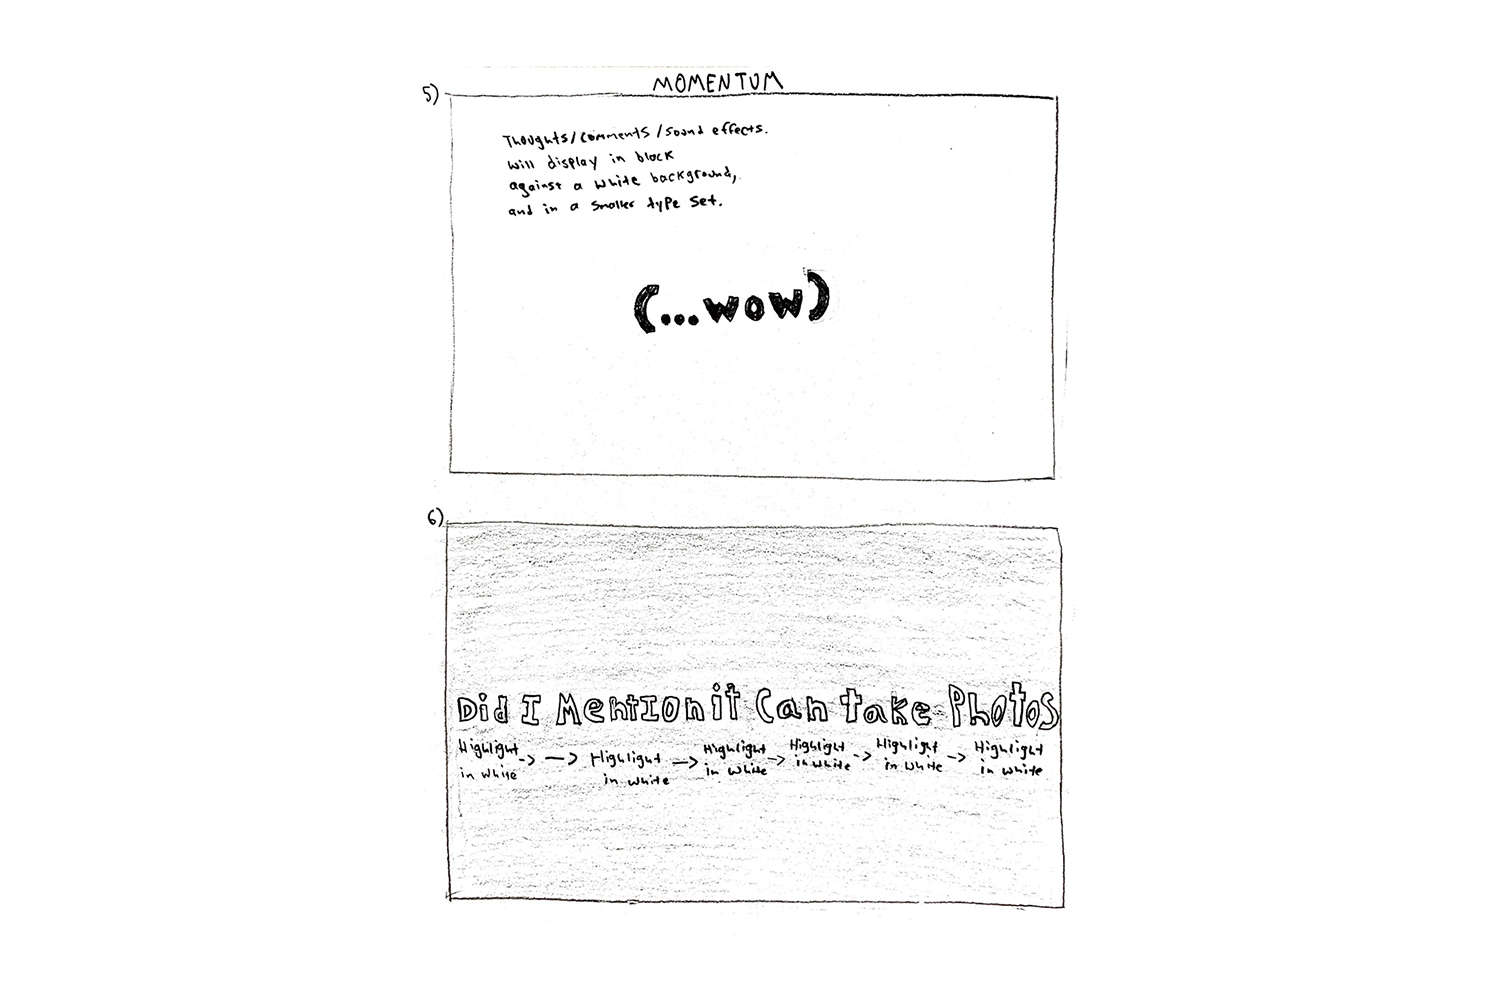 MOMENTUM
5)
Thoughts/comments/sound effects.
will display in black
against a white background,
and in a smaller type set.
(...wow)
6)
Did I Mention it Can take Photos
Highlight in white -> -> Highlight in white -> Highlight in white -> Highlight in white -> Highlight in white -> Highlight in white